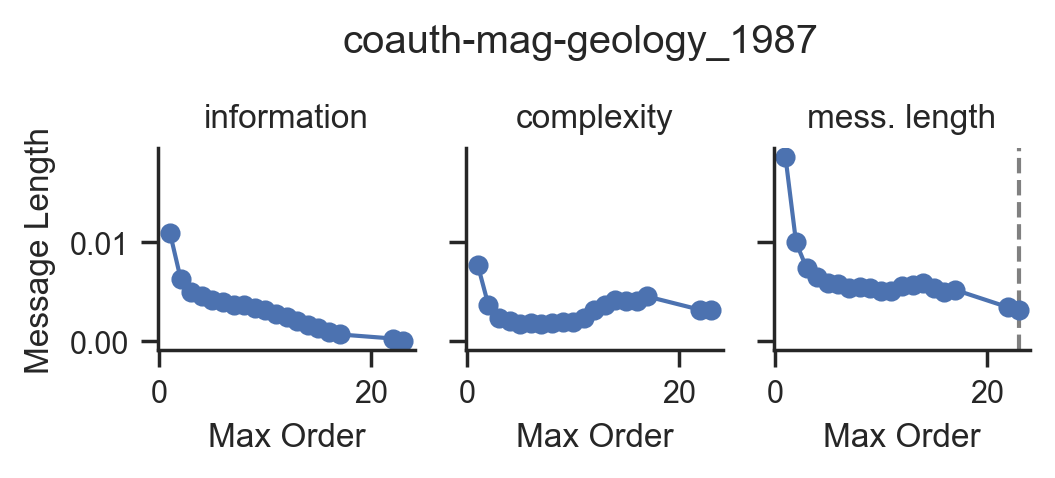 coauth-mag-geology_1987
information complexity mess. length
Message Length
0.01
0.00
0 20 0 20 0 20
Max Order Max Order Max Order